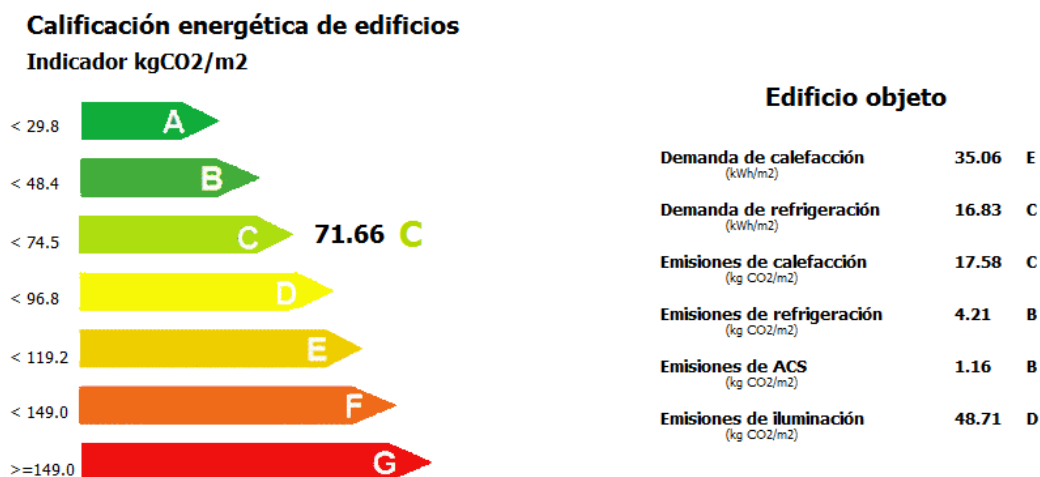 Calificación energética de edificios
Indicador kgCO2/m2
< 29.8 A
< 48.4 B
< 74.5 C 71.66 C
< 96.8 D
< 119.2 E
< 149.0 F
>=149.0 G
Edificio objeto
Demanda de calefacción 35.06 E
(kWh/m2)
Demanda de refrigeración 16.83 C
(kWh/m2)
Emisiones de calefacción 17.58 C
(kg CO2/m2)
Emisiones de refrigeración 4.21 B
(kg CO2/m2)
Emisiones de ACS 1.16 B
(kg CO2/m2)
Emisiones de iluminación 48.71 D
(kg CO2/m2)